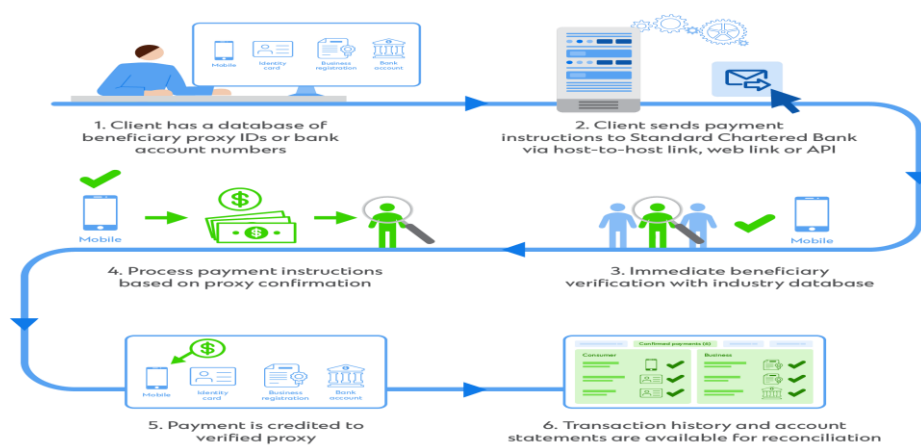 Mobile
Identity
card
Business
registration
Bank
account
1. Client has a database of
beneficiary proxy IDs or bank
account numbers
2. Client sends payment
instructions to Standard Chartered Bank
via host-to-host link, web link or API
Mobile
4. Process payment instructions
based on proxy confirmation
Mobile
3. Immediate beneficiary
verification with industry database
Mobile
Identity
card
Business
registration
Bank
account
5. Payment is credited to
verified proxy
Confirmed payments (6)
Consumer
Business
6. Transaction history and account
statements are available for reconciliation